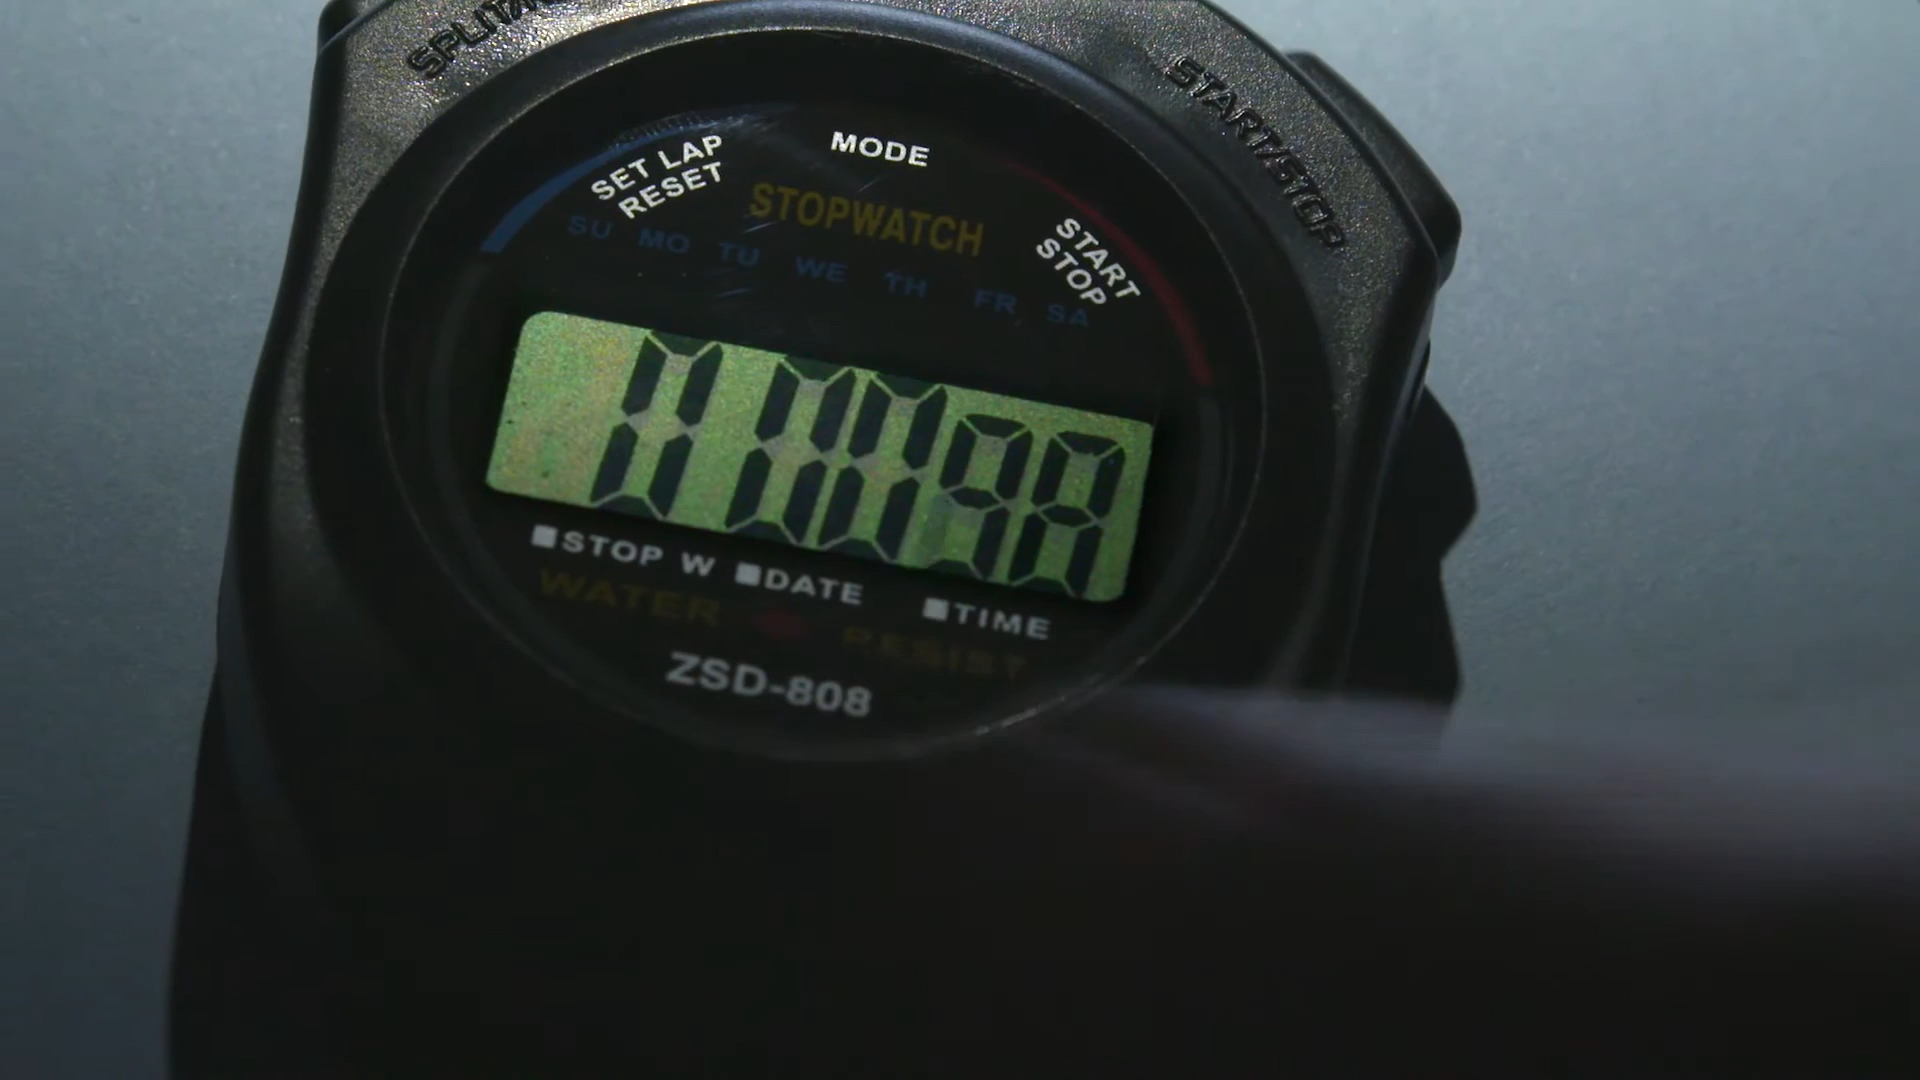 SPLIT
START/STOP
SET LAP
RESET
MODE
STOPWATCH
START
STOP
SU MO TU WE TH FR SA
STOP W DATE TIME
WATER RESIST
ZSD-808